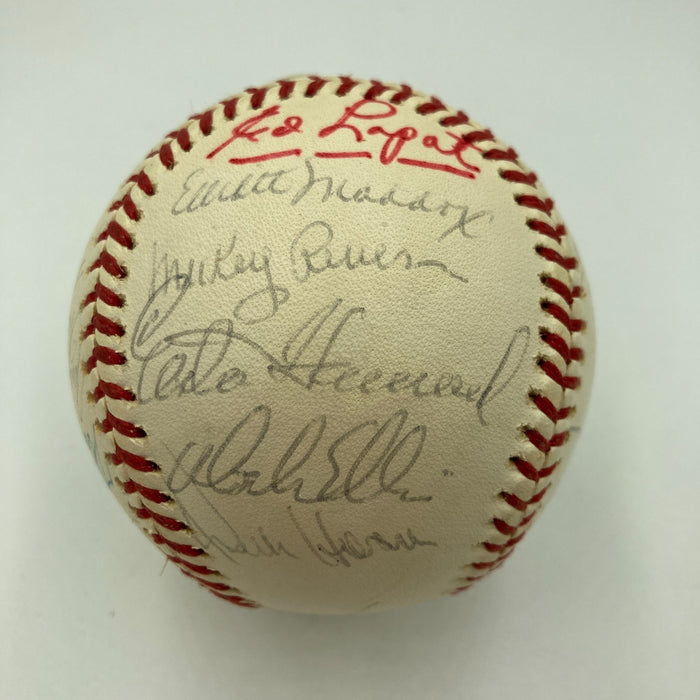 Ed Lopat
Elliott Maddox
Mickey Rivers
Elston Howard
Dock Ellis